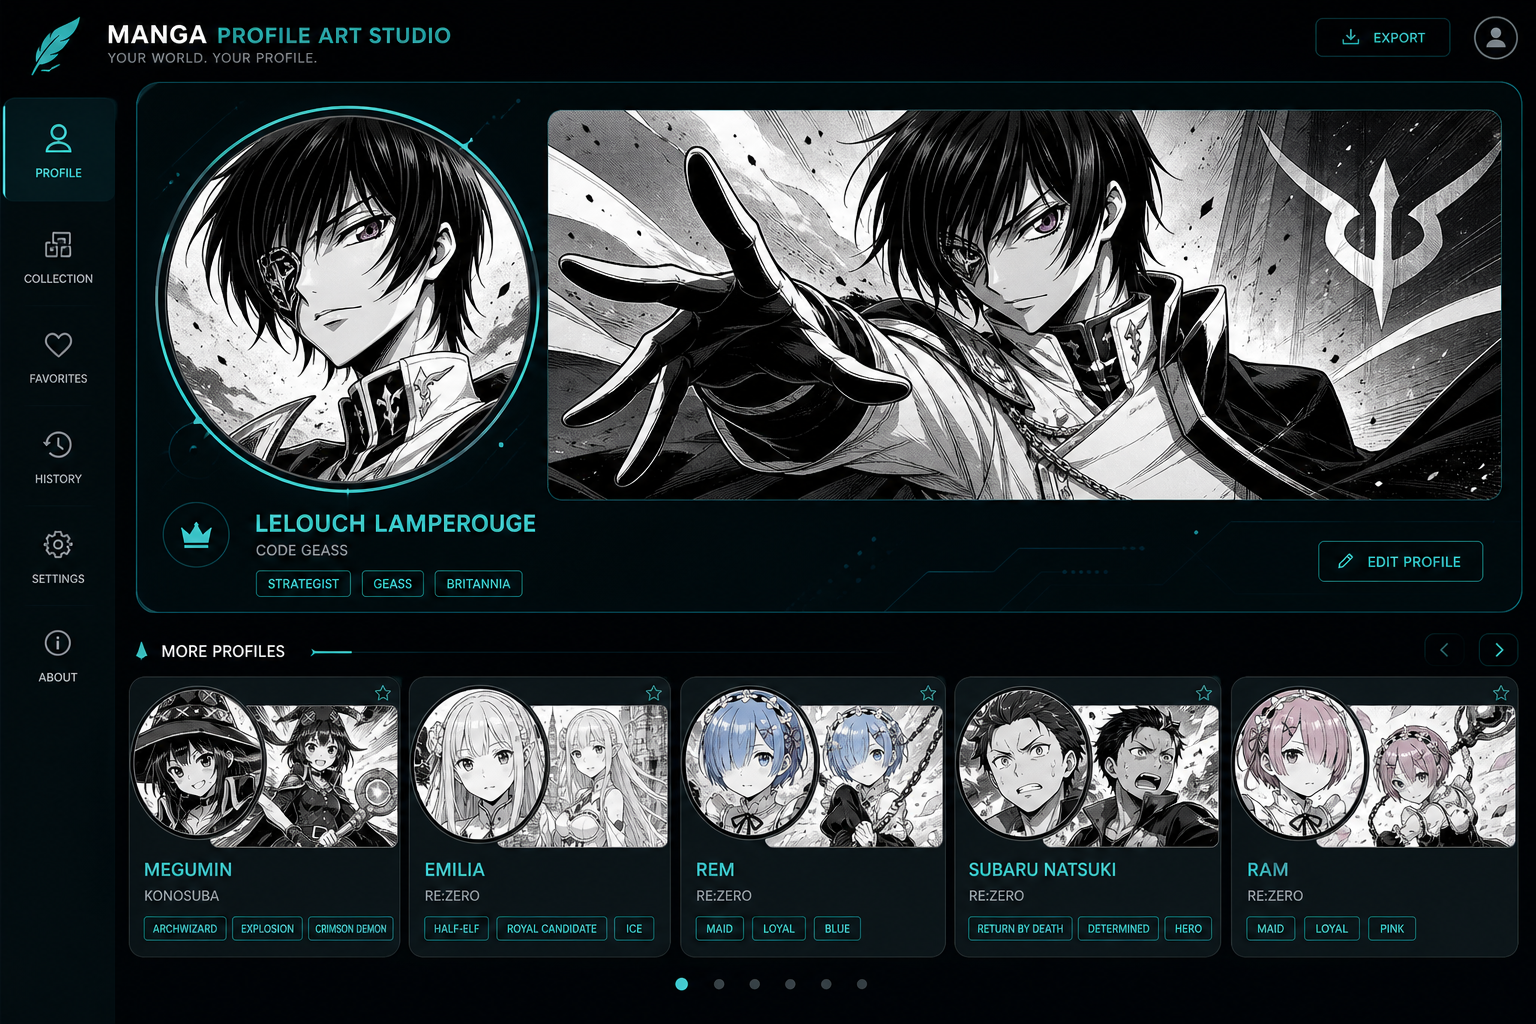 MANGA PROFILE ART STUDIO
YOUR WORLD. YOUR PROFILE.
EXPORT
PROFILE
COLLECTION
FAVORITES
HISTORY
SETTINGS
ABOUT
LELOUCH LAMPEROUGE
CODE GEASS
STRATEGIST GEASS BRITANNIA
EDIT PROFILE
MORE PROFILES
MEGUMIN
KONOSUBA
ARCHWIZARD EXPLOSION CRIMSON DEMON
EMILIA
RE:ZERO
HALF-ELF ROYAL CANDIDATE ICE
REM
RE:ZERO
MAID LOYAL BLUE
SUBARU NATSUKI
RE:ZERO
RETURN BY DEATH DETERMINED HERO
RAM
RE:ZERO
MAID LOYAL PINK